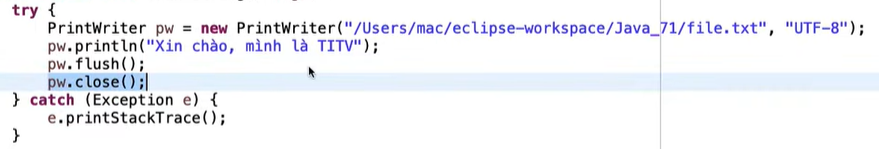 try {
PrintWriter pw = new PrintWriter("/Users/mac/eclipse-workspace/Java_71/file.txt", "UTF-8");
pw.println("Xin chào, mình là TITV");
pw.flush();
pw.close();
} catch (Exception e) {
e.printStackTrace();
}